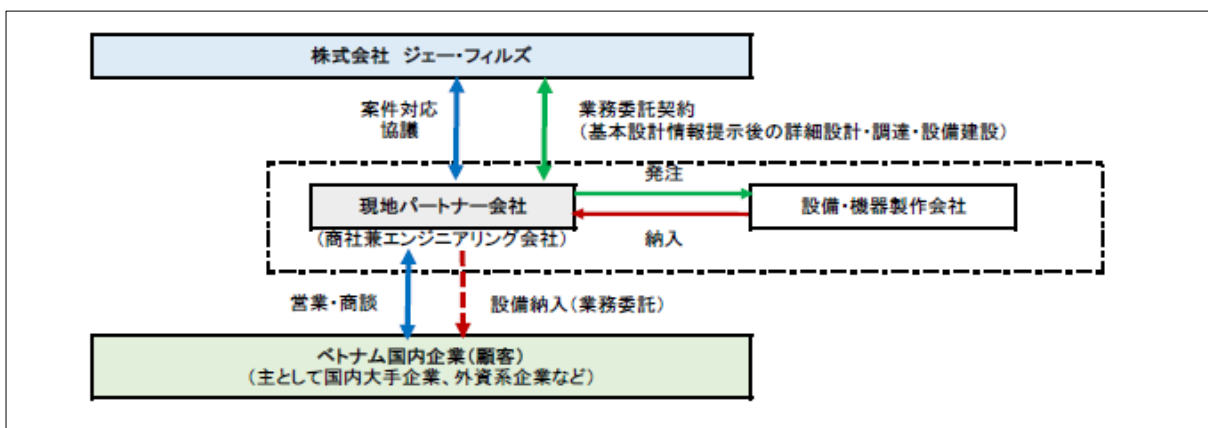 株式会社 ジェー・フィルズ
案件対応
協議
業務委託契約
(基本設計情報提示後の詳細設計・調達・設備建設)
発注
現地パートナー会社
設備・機器製作会社
(商社兼エンジニアリング会社)
納入
営業・商談
設備納入(業務委託)
ベトナム国内企業(顧客)
(主として国内大手企業、外資系企業など)